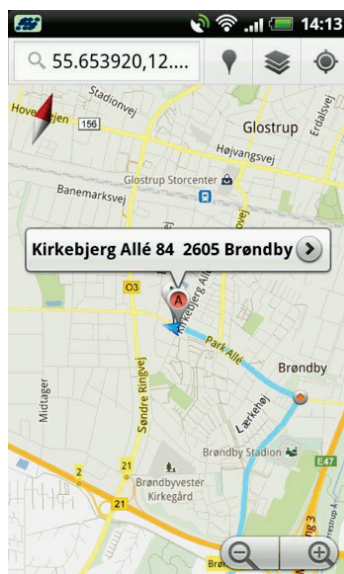 14:13
55.653920,12....
Stadionvej
Hovedvejen
156
Glostrup
Erdalsvej
Højvangsvej
Glostrup Storcenter
Banemarksvej
Kirkebjerg Allé 84 2605 Brøndby
O3
A
Kirkebjerg Allé
Park Allé
Brøndby
Midtager
Søndre Ringvej
Lærkehøj
Brøndby Stadion
E47
2
21
Brøndbyvester
Kirkegård
21